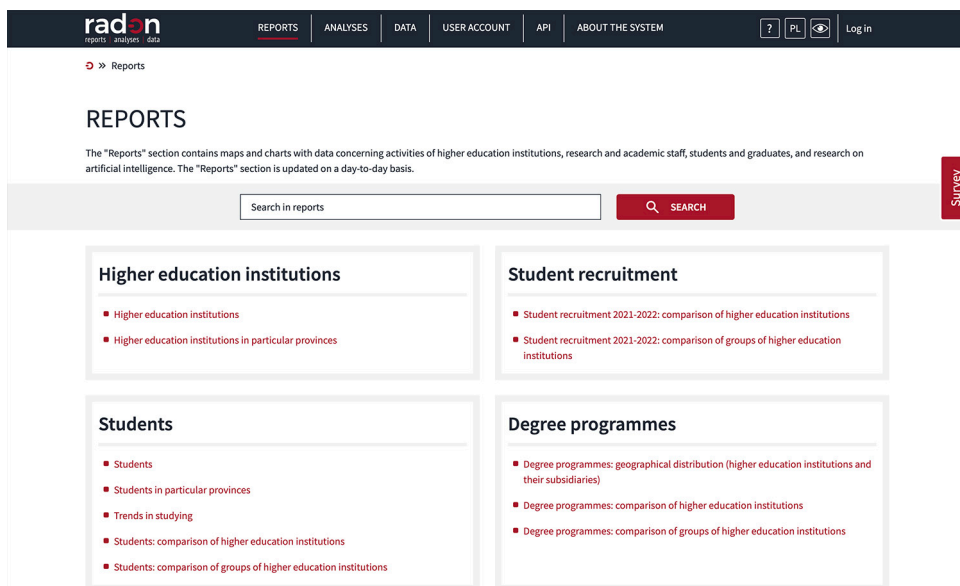 radon
reports | analyses | data
REPORTS
ANALYSES
DATA
USER ACCOUNT
API
ABOUT THE SYSTEM
?
PL
Log in
» Reports
REPORTS
The "Reports" section contains maps and charts with data concerning activities of higher education institutions, research and academic staff, students and graduates, and research on
artificial intelligence. The "Reports" section is updated on a day-to-day basis.
Survey
Search in reports
SEARCH
Higher education institutions
Higher education institutions
Higher education institutions in particular provinces
Student recruitment
Student recruitment 2021-2022: comparison of higher education institutions
Student recruitment 2021-2022: comparison of groups of higher education
institutions
Students
Students
Students in particular provinces
Trends in studying
Students: comparison of higher education institutions
Students: comparison of groups of higher education institutions
Degree programmes
Degree programmes: geographical distribution (higher education institutions and
their subsidiaries)
Degree programmes: comparison of higher education institutions
Degree programmes: comparison of groups of higher education institutions